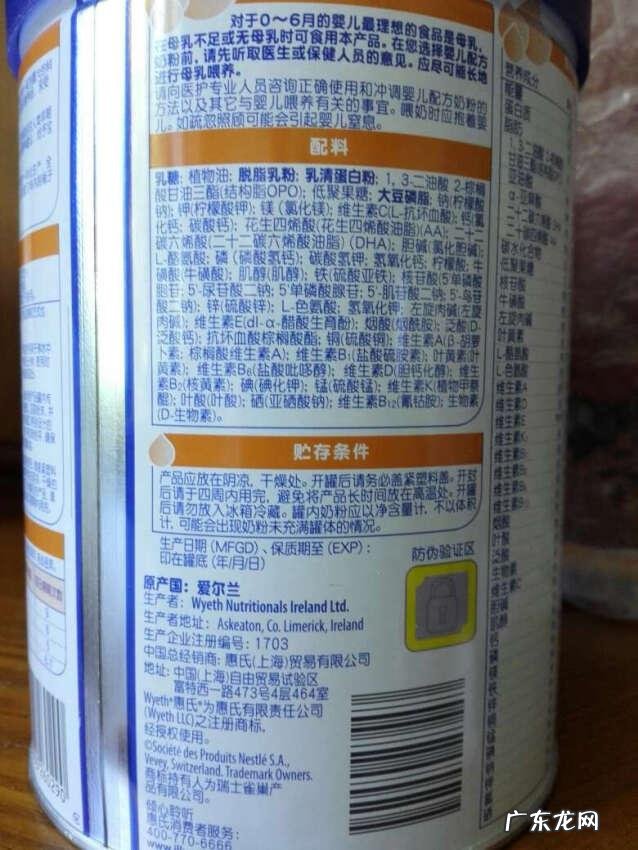 对于0～6月的婴儿最理想的食品是母乳，
在母乳不足或无母乳时可食用本产品。在您选择婴儿配方
奶粉前，请先听取医生或保健人员的意见。应尽可能长地
进行母乳喂养。
请向医护专业人员咨询正确使用和冲调婴儿配方奶粉的
方法以及其它与婴儿喂养有关的事宜。喂奶时应抱着婴
儿。如疏忽照顾可能会引起婴儿窒息。
配料
乳糖；植物油；脱脂乳粉；乳清蛋白粉；1，3-二油酸 2-棕榈
酸甘油三酯(结构脂OPO)；低聚果糖；大豆磷脂；钠(柠檬酸
钠)；钾(柠檬酸钾)；镁（氯化镁)；维生素C(L-抗坏血酸)；钙(氯
化钙；碳酸钙)；花生四烯酸(花生四烯酸油脂)(AA)；二十二
碳六烯酸(二十二碳六烯酸油脂)(DHA)；胆碱(氯化胆碱)；
L-酪氨酸；磷（磷酸氢钙)；碳酸氢钾；氢氧化钙；柠檬酸；牛
磺酸(牛磺酸)；肌醇(肌醇)；铁(硫酸亚铁)；核苷酸(5'单磷酸
胞苷；5'-尿苷酸二钠；5'单磷酸腺苷；5'-肌苷酸二钠；5'-鸟苷
酸二钠)；锌(硫酸锌)；L-色氨酸；氢氧化钾；左旋肉碱(左旋
肉碱)；维生素E(dl-α-醋酸生育酚)；烟酸(烟酰胺)；泛酸(D-
泛酸钙)；抗坏血酸棕榈酸酯；铜(硫酸铜)；维生素A(β-胡萝
卜素；棕榈酸维生素A)；维生素B₁(盐酸硫胺素)；叶黄素(叶
黄素)；维生素B₆(盐酸吡哆醇)；维生素D(胆钙化醇)；维生
素B₂(核黄素)；碘(碘化钾)；锰(硫酸锰)；维生素K(植物甲萘
醌)；叶酸(叶酸)；硒(亚硒酸钠)；维生素B₁₂(氰钴胺)；生物素
(D-生物素)。
贮存条件
产品应放在阴凉，干燥处。开罐后请务必盖紧塑料盖。开封
后请于四周内用完，避免将产品长时间放在高温处。开罐
后请勿放入冰箱冷藏。罐内奶粉应以净含量计，不以体积
计，可能会出现奶粉未充满罐体的情况。
生产日期 (MFGD)、保质期至 (EXP)：
印在罐底 (年/月/日)
防伪验证区
原产国：爱尔兰
生产者：Wyeth Nutritionals Ireland Ltd.
生产者地址：Askeaton, Co. Limerick, Ireland
生产企业注册编号：1703
中国总经销商：惠氏(上海)贸易有限公司
地址：中国(上海)自由贸易试验区
富特西一路473号4层464室
Wyeth®惠氏®为惠氏有限责任公司
(Wyeth LLC)之注册商标，
经授权使用。
©Société des Produits Nestlé S.A.,
Vevey, Switzerland. Trademark Owners.
商标持有人为瑞士雀巢产
品有限公司。
倾心聆听
惠氏消费者服务：
400-770-6666
营养成分
能量
蛋白质
脂肪
亚油酸
α-亚麻酸
碳水化合物
低聚果糖
核苷酸
牛磺酸
左旋肉碱
叶黄素
L-酪氨酸
L-色氨酸
维生素A
维生素D
维生素E
烟酸
叶酸
泛酸
生物素
维生素C
胆碱
肌醇
钙
磷
镁
铁
锌
铜
碘
钠
钾
广东龙网